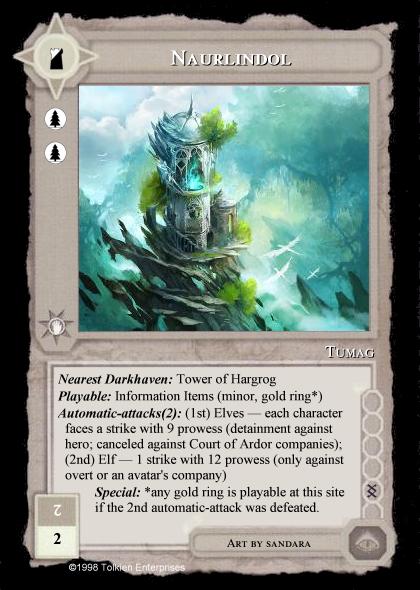 Naurlindol
Tumag
Nearest Darkhaven: Tower of Hargrog
Playable: Information Items (minor, gold ring*)
Automatic-attacks(2): (1st) Elves — each character
faces a strike with 9 prowess (detainment against
hero; canceled against Court of Ardor companies);
(2nd) Elf — 1 strike with 12 prowess (only against
overt or an avatar's company)
Special: *any gold ring is playable at this site
if the 2nd automatic-attack was defeated.
2
2
Art by sandara
©1998 Tolkien Enterprises